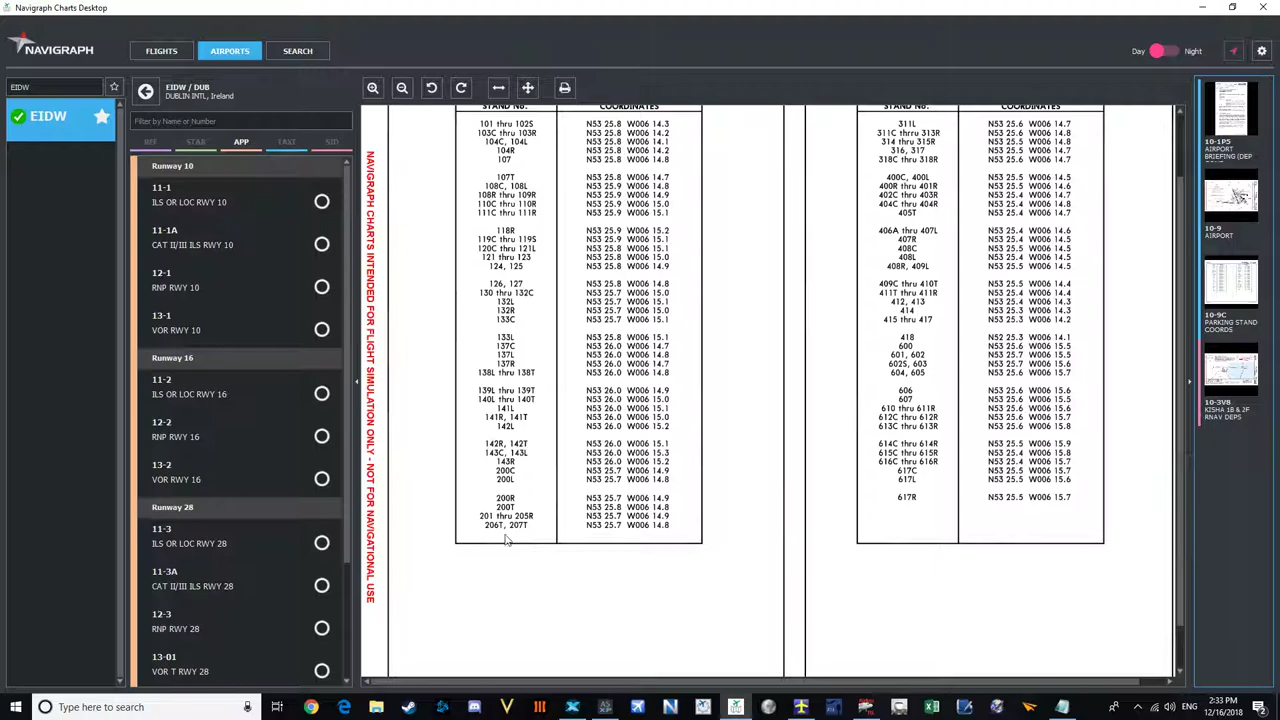 Navigraph Charts Desktop
NAVIGRAPH
FLIGHTS
AIRPORTS
SEARCH
Day
Night
EIDW
EIDW
EIDW / DUB
DUBLIN INTL, Ireland
Filter by Name or Number
REF
STAR
APP
TAXI
SID
Runway 10
11-1
ILS OR LOC RWY 10
11-1A
CAT II/III ILS RWY 10
12-1
RNP RWY 10
13-1
VOR RWY 10
Runway 16
11-2
ILS OR LOC RWY 16
12-2
RNP RWY 16
13-2
VOR RWY 16
Runway 28
11-3
ILS OR LOC RWY 28
11-3A
CAT II/III ILS RWY 28
12-3
RNP RWY 28
13-01
VOR T RWY 28
NAVIGRAPH CHARTS INTENDED FOR FLIGHT SIMULATION ONLY - NOT FOR NAVIGATIONAL USE
STAND No. COORDINATES
101 thru 102S N53 25.8 W006 14.3
103C thru 103R N53 25.8 W006 14.2
104C, 104L N53 25.8 W006 14.1
104R N53 25.8 W006 14.2
107 N53 25.8 W006 14.8
107T N53 25.8 W006 14.7
108C, 108L N53 25.8 W006 14.8
108R thru 109R N53 25.8 W006 14.9
110C thru 110R N53 25.9 W006 15.0
111C thru 111R N53 25.9 W006 15.1
118R N53 25.9 W006 15.2
119C thru 119S N53 25.9 W006 15.1
120C thru 121L N53 25.8 W006 15.1
121 thru 123 N53 25.8 W006 15.0
124, 125 N53 25.8 W006 14.9
126, 127 N53 25.8 W006 14.8
130 thru 132C N53 25.7 W006 15.0
132L N53 25.7 W006 15.1
132R N53 25.7 W006 15.0
133C N53 25.7 W006 15.1
133L N53 25.8 W006 15.1
137C N53 26.0 W006 14.7
137L N53 26.0 W006 14.8
137R N53 26.0 W006 14.7
138L thru 138T N53 26.0 W006 14.8
139L thru 139T N53 26.0 W006 14.9
140L thru 140T N53 26.0 W006 15.0
141L N53 26.0 W006 15.1
141R, 141T N53 26.0 W006 15.0
142L N53 26.0 W006 15.2
142R, 142T N53 26.0 W006 15.1
143C, 143L N53 26.0 W006 15.3
143R N53 26.0 W006 15.2
200C N53 25.7 W006 14.9
200L N53 25.7 W006 14.8
200R N53 25.7 W006 14.9
200T N53 25.8 W006 14.8
201 thru 205R N53 25.7 W006 14.9
206T, 207T N53 25.7 W006 14.8
STAND No. COORDINATES
311L N53 25.6 W006 14.7
311C thru 313R N53 25.6 W006 14.8
314 thru 315R N53 25.6 W006 14.8
316, 317 N53 25.6 W006 14.7
318C thru 318R N53 25.6 W006 14.8
400C, 400L N53 25.5 W006 14.5
400R thru 401R N53 25.5 W006 14.6
402C thru 403R N53 25.4 W006 14.7
404C thru 404R N53 25.4 W006 14.8
405T N53 25.4 W006 14.7
406A thru 407L N53 25.4 W006 14.6
407R N53 25.4 W006 14.5
408C N53 25.4 W006 14.5
408L N53 25.4 W006 14.5
408R, 409L N53 25.4 W006 14.5
409C thru 410T N53 25.5 W006 14.4
411T thru 411R N53 25.4 W006 14.4
412, 413 N53 25.4 W006 14.3
414 N53 25.3 W006 14.3
415 thru 417 N53 25.3 W006 14.2
418 N52 25.3 W006 14.1
600 N53 25.6 W006 15.5
601, 602 N53 25.7 W006 15.5
602S, 603 N53 25.7 W006 15.6
604, 605 N53 25.6 W006 15.7
606 N53 25.6 W006 15.6
607 N53 25.6 W006 15.5
610 thru 611R N53 25.6 W006 15.6
612C thru 612R N53 25.6 W006 15.7
613C thru 613R N53 25.6 W006 15.8
614C thru 614R N53 25.5 W006 15.9
615C thru 615R N53 25.4 W006 15.8
616C thru 616R N53 25.4 W006 15.7
617C N53 25.5 W006 15.7
617L N53 25.5 W006 15.6
617R N53 25.5 W006 15.7
10-1P5
AIRPORT
BRIEFING (DEP
10-9
AIRPORT
10-9C
PARKING STAND
COORDS
10-3V8
KISHA 1B & 2F
RNAV DEPS
Type here to search
2:33 PM
12/16/2018